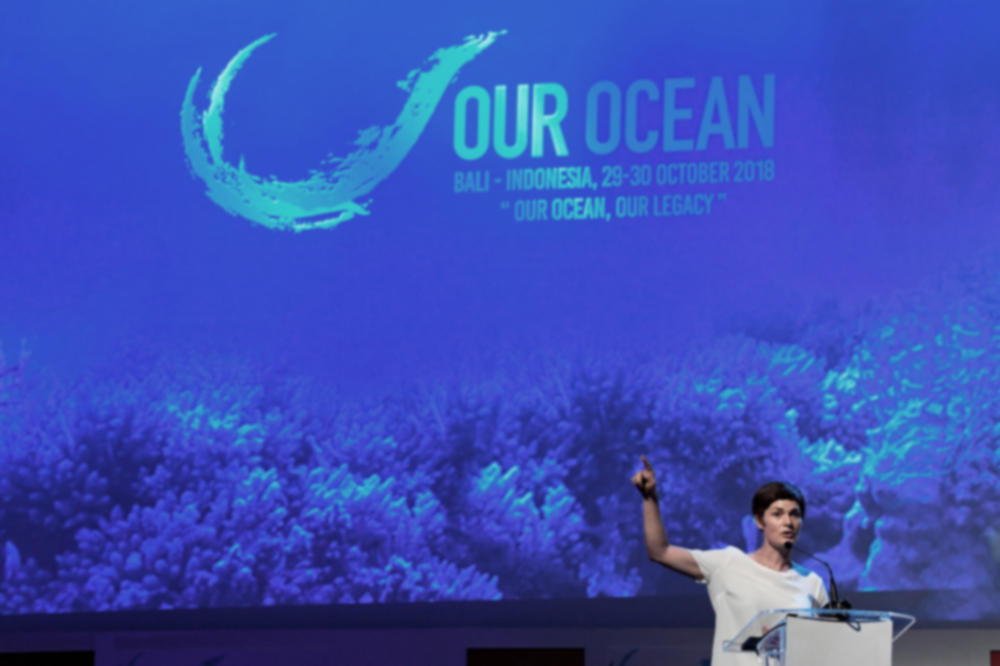 OUR OCEAN
BALI - INDONESIA, 29-30 OCTOBER 2018
“ OUR OCEAN, OUR LEGACY ”